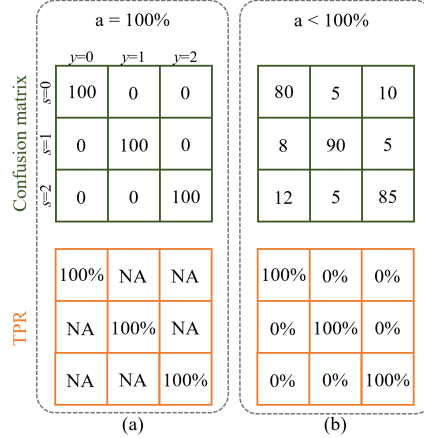 a = 100%
a < 100%
y=0 y=1 y=2
Confusion matrix
s=0
100 0 0
s=1
0 100 0
s=2
0 0 100
80 5 10
8 90 5
12 5 85
TPR
100% NA NA
NA 100% NA
NA NA 100%
100% 0% 0%
0% 100% 0%
0% 0% 100%
(a)
(b)